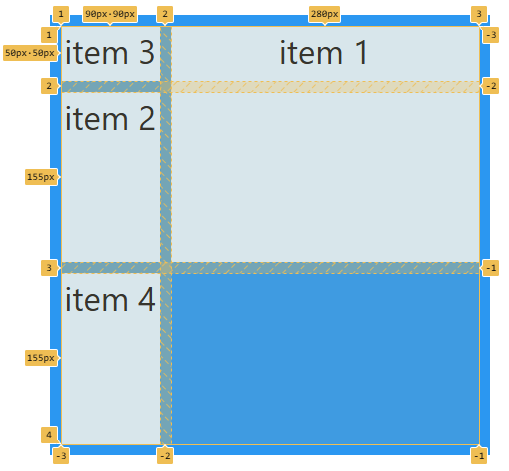 1 90px·90px 2 280px 3
1 -3
50px·50px item 3 item 1
2 -2
item 2
155px
3 -1
item 4
155px
4
-3 -2 -1